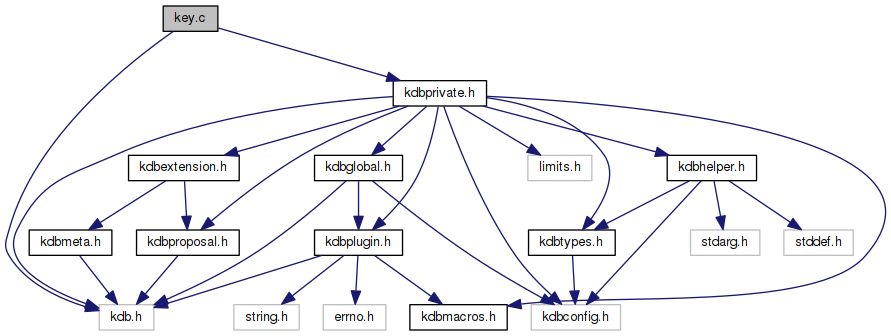 key.c
kdbprivate.h
kdbextension.h
kdbglobal.h
limits.h
kdbhelper.h
kdbmeta.h
kdbproposal.h
kdbplugin.h
kdbtypes.h
stdarg.h
stddef.h
kdb.h
string.h
errno.h
kdbmacros.h
kdbconfig.h